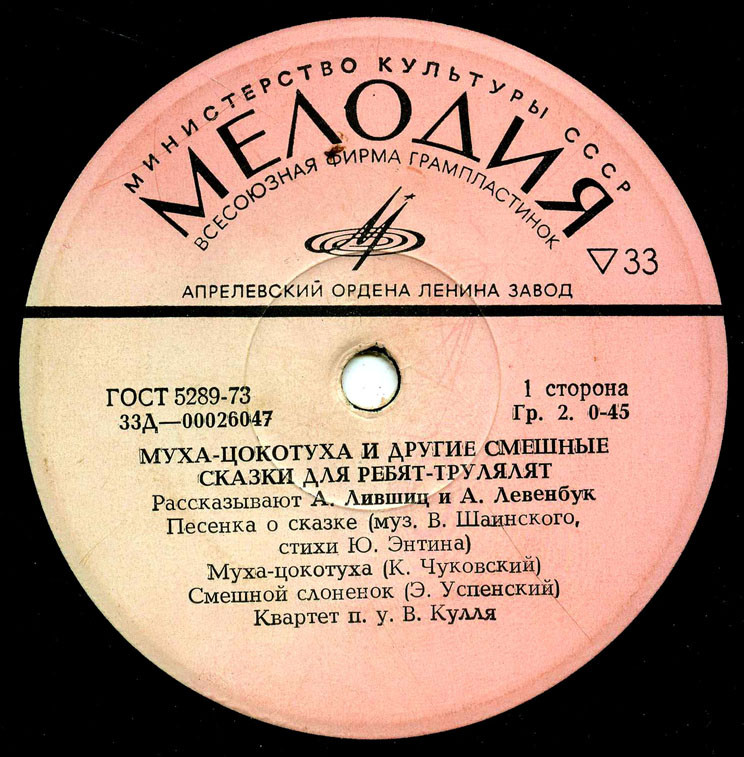 МИНИСТЕРСТВО КУЛЬТУРЫ СССР
МЕЛОДИЯ
ВСЕСОЮЗНАЯ ФИРМА ГРАМПЛАСТИНОК
▽33
АПРЕЛЕВСКИЙ ОРДЕНА ЛЕНИНА ЗАВОД
ГОСТ 5289-73
33Д—00026047
1 сторона
Гр. 2. 0-45
МУХА-ЦОКОТУХА И ДРУГИЕ СМЕШНЫЕ
СКАЗКИ ДЛЯ РЕБЯТ-ТРУЛЯЛЯТ
Рассказывают А. Лившиц и А. Левенбук
Песенка о сказке (муз. В. Шаинского,
стихи Ю. Энтина)
Муха-цокотуха (К. Чуковский)
Смешной слоненок (Э. Успенский)
Квартет п. у. В. Кулля